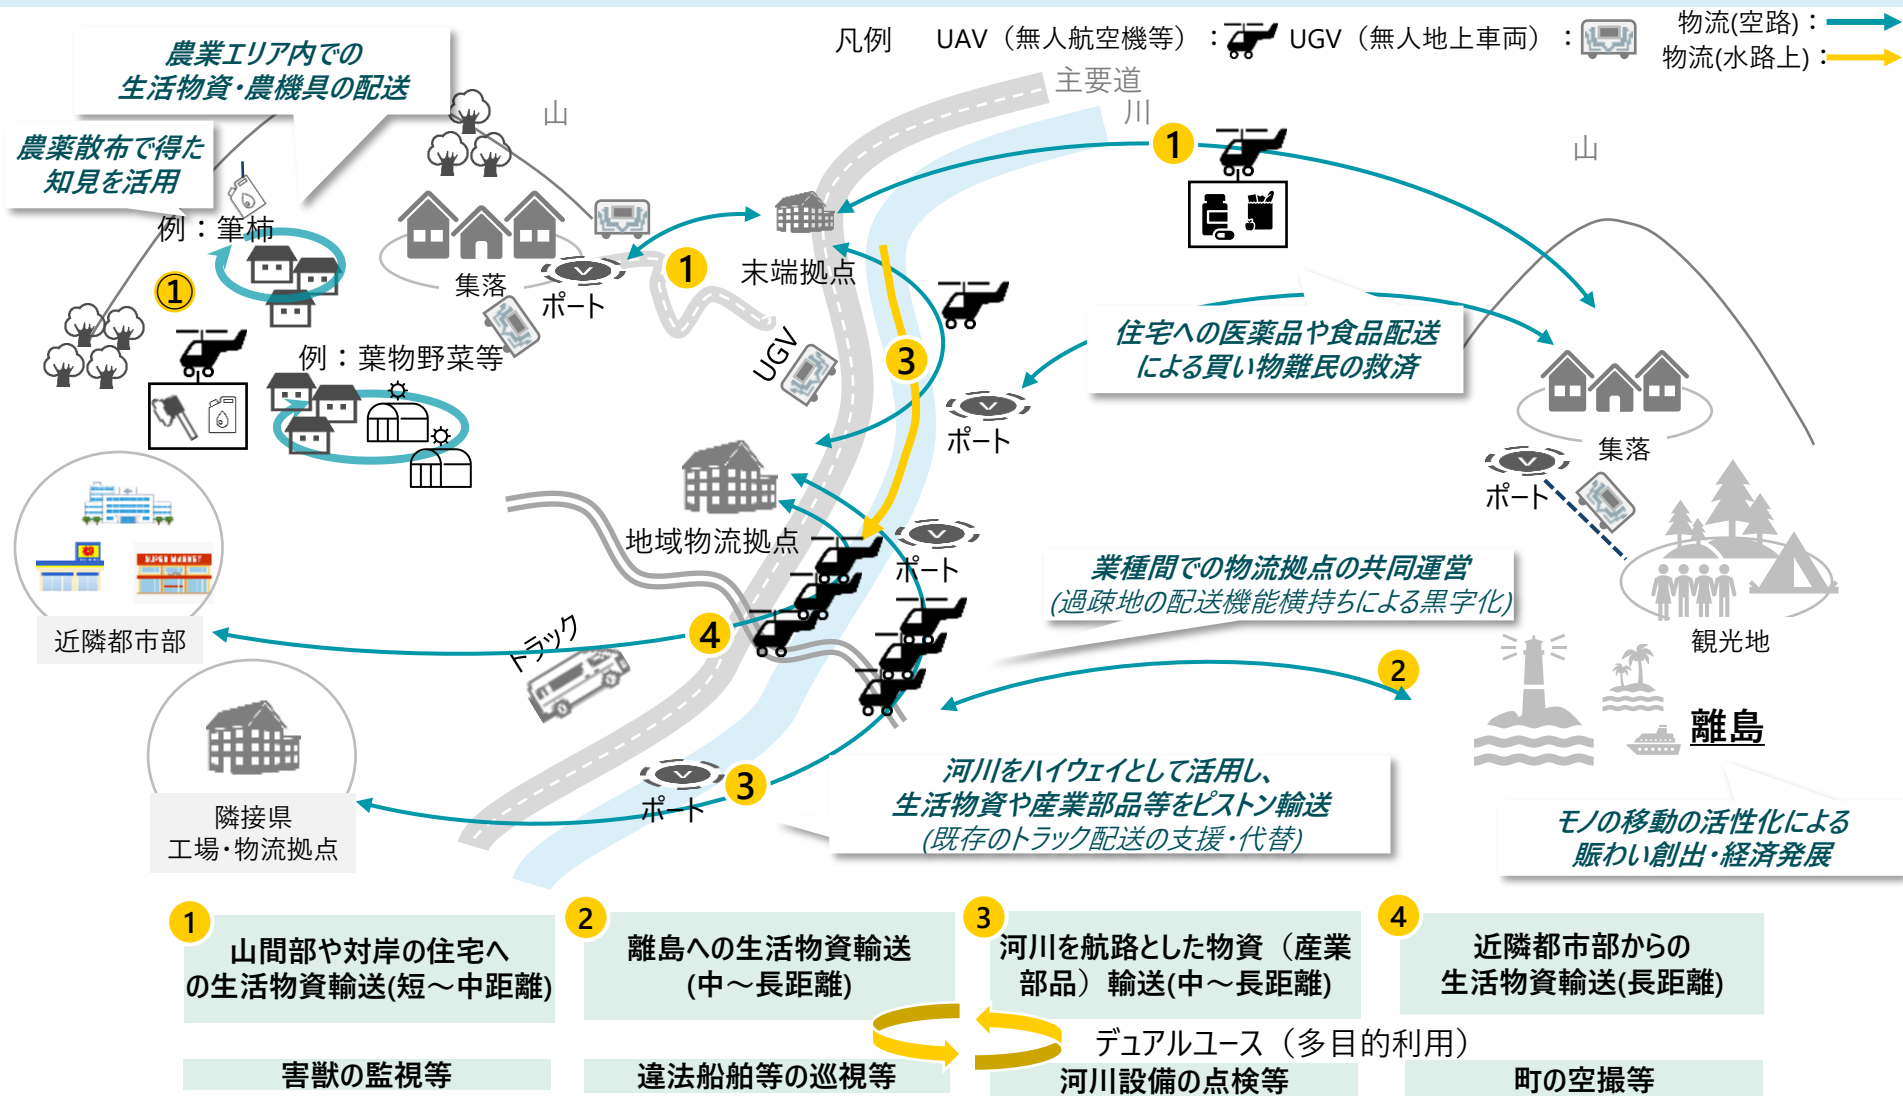 凡例
UAV（無人航空機等）：
UGV（無人地上車両）：
物流(空路)：
物流(水路上)：
農業エリア内での
生活物資・農機具の配送
農薬散布で得た
知見を活用
山
主要道
川
山
1
例：筆柿
①
集落
ポート
1
末端拠点
例：葉物野菜等
UGV
3
住宅への医薬品や食品配送
による買い物難民の救済
ポート
集落
ポート
地域物流拠点
ポート
SUPER MARKET
近隣都市部
4
トラック
業種間での物流拠点の共同運営
(過疎地の配送機能横持ちによる黒字化)
観光地
2
離島
隣接県
工場・物流拠点
ポート
3
河川をハイウェイとして活用し、
生活物資や産業部品等をピストン輸送
(既存のトラック配送の支援・代替)
モノの移動の活性化による
賑わい創出・経済発展
1
山間部や対岸の住宅へ
の生活物資輸送(短～中距離)
2
離島への生活物資輸送
(中～長距離)
3
河川を航路とした物資（産業
部品）輸送(中～長距離)
4
近隣都市部からの
生活物資輸送(長距離)
デュアルユース（多目的利用）
害獣の監視等
違法船舶等の巡視等
河川設備の点検等
町の空撮等